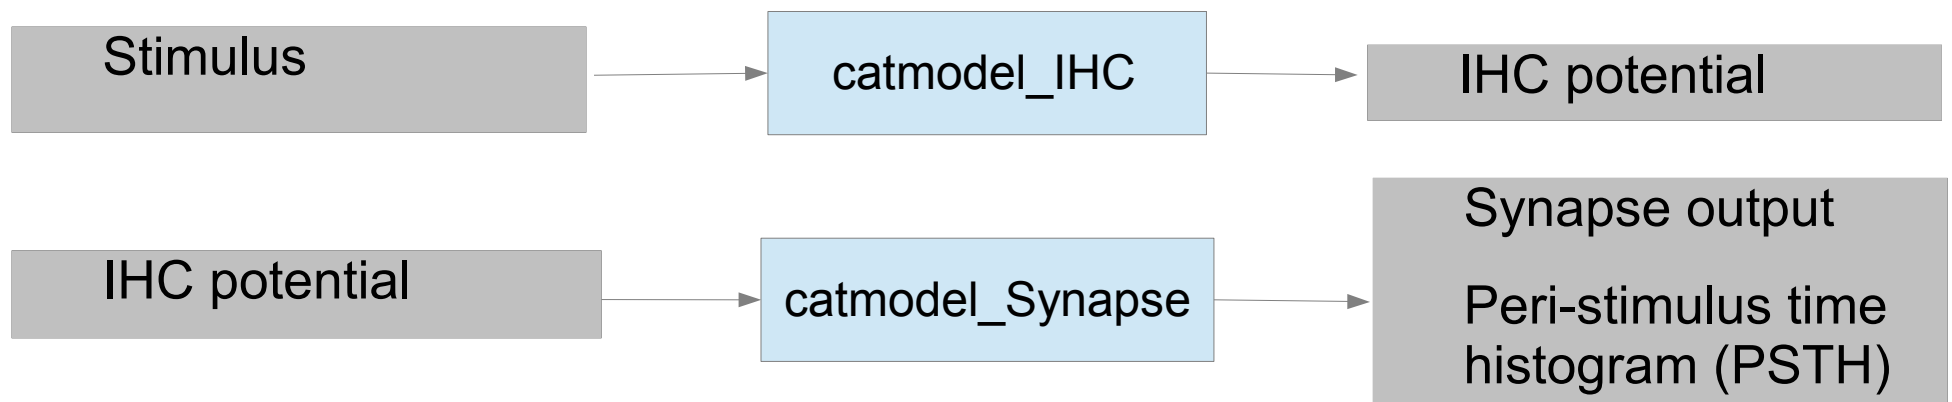 Stimulus
catmodel_IHC
IHC potential
IHC potential
catmodel_Synapse
Synapse output
Peri-stimulus time
histogram (PSTH)